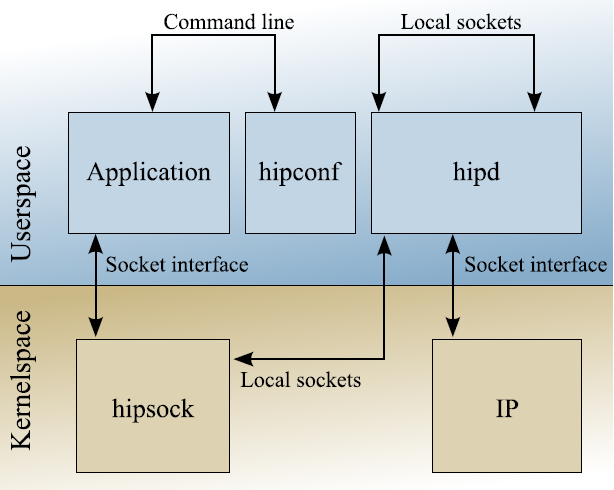 Command line
Local sockets
Userspace
Application
hipconf
hipd
Socket interface
Socket interface
Kernelspace
Local sockets
hipsock
IP